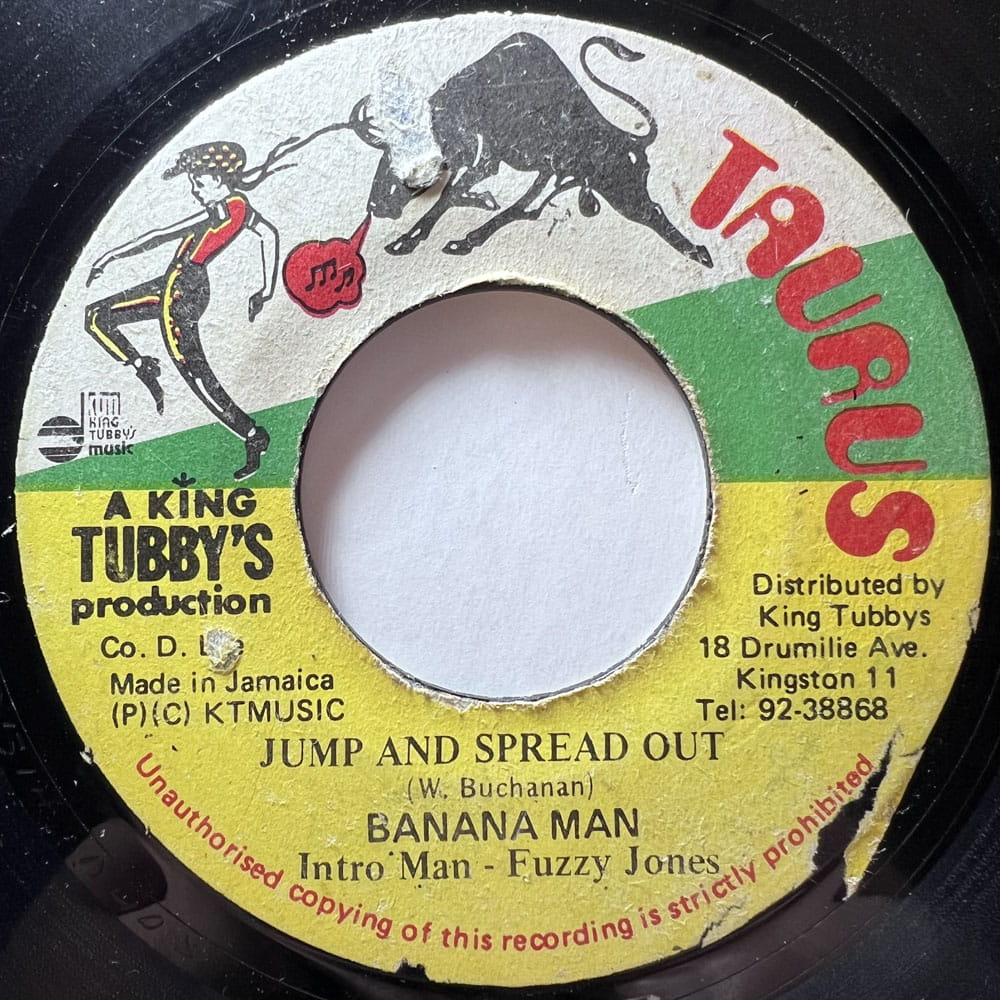 TAURUS
KTM
KING
TUBBY'S
music
A KING
TUBBY'S
production
Co. D.
Made in Jamaica
(P)(C) KTMUSIC
Distributed by
King Tubbys
18 Drumilie Ave.
Kingston 11
Tel: 92-38868
JUMP AND SPREAD OUT
(W. Buchanan)
BANANA MAN
Intro Man - Fuzzy Jones
Unauthorised copying of this recording is strictly prohibited